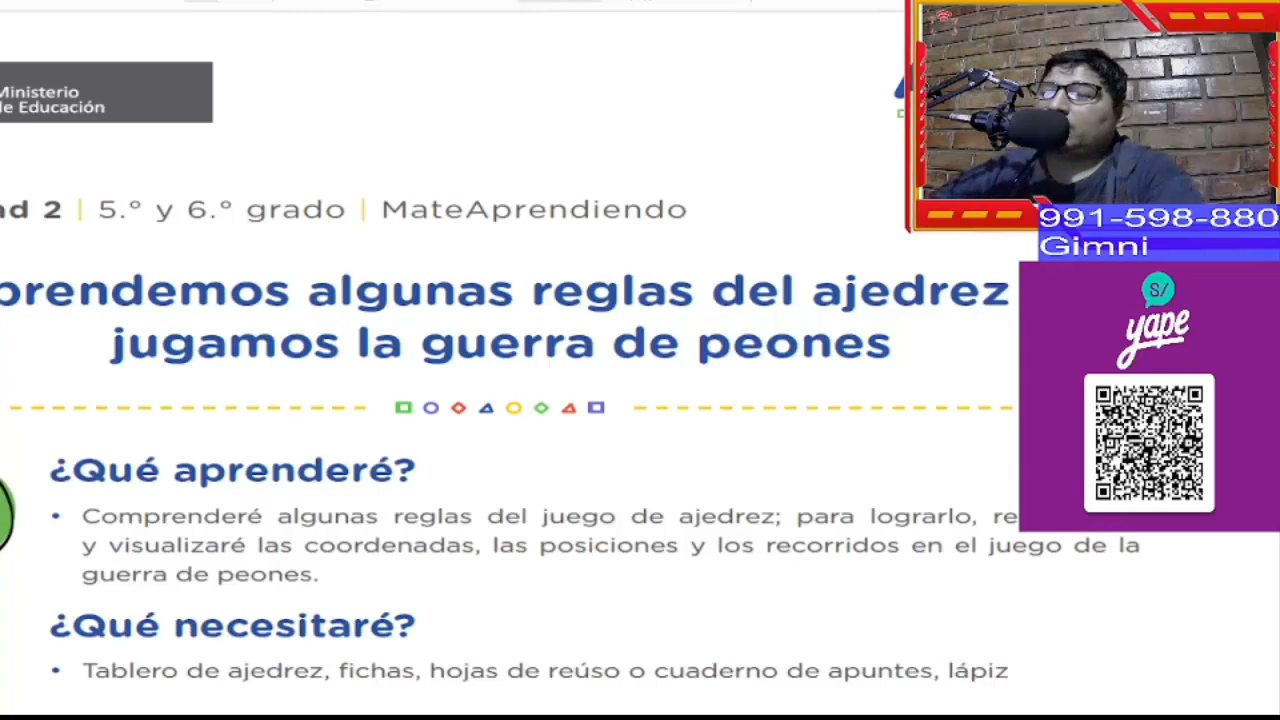 Ministerio
de Educación
2 | 5.º y 6.º grado | MateAprendiendo
991-598-880
Gimni
prendemos algunas reglas del ajedrez
jugamos la guerra de peones
S/
yape
¿Qué aprenderé?
• Comprenderé algunas reglas del juego de ajedrez; para lograrlo,
y visualizaré las coordenadas, las posiciones y los recorridos en el juego de la
guerra de peones.
¿Qué necesitaré?
• Tablero de ajedrez, fichas, hojas de reúso o cuaderno de apuntes, lápiz